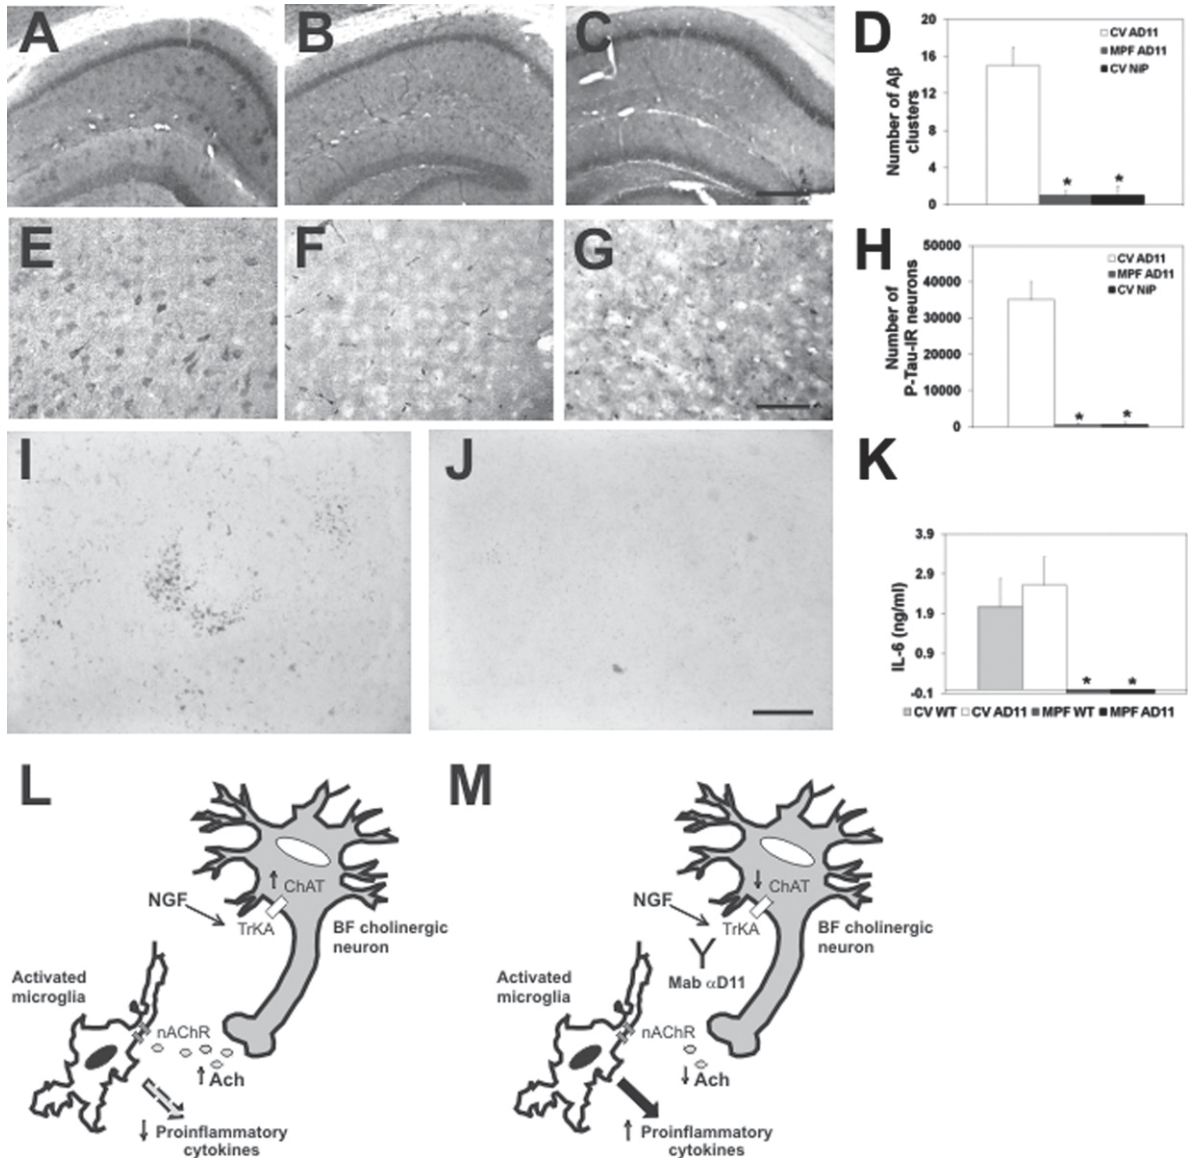 A
B
C
D
20
16
12
8
4
0
Number of Aβ
clusters
CV AD11
MPF AD11
CV NiP
*
*
E
F
G
H
50000
40000
30000
20000
10000
0
Number of
P-Tau-IR neurons
CV AD11
MPF AD11
CV NiP
*
*
I
J
K
3.9
2.9
1.9
0.9
-0.1
IL-6 (ng/ml)
*
*
CV WT CV AD11 MPF WT MPF AD11
L
↑ ChAT
NGF
TrKA
BF cholinergic
neuron
Activated
microglia
nAChR
↑ Ach
↓ Proinflammatory
cytokines
M
↓ ChAT
NGF
TrKA
BF cholinergic
neuron
Mab αD11
Activated
microglia
nAChR
↓ Ach
↑ Proinflammatory
cytokines